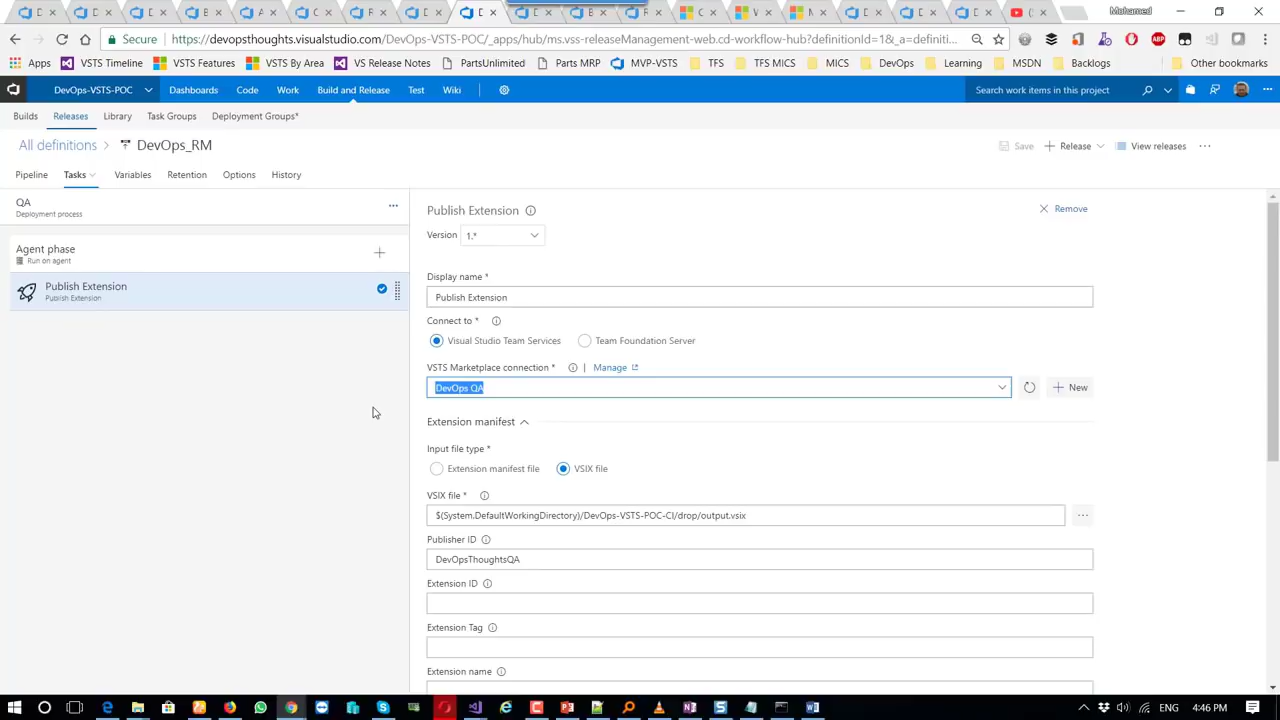 D
D
D
B
A
C
R
D
D
D
B
R
C
W
N
D
D
D
(
Mohamed
Secure
https://devopsthoughts.visualstudio.com/DevOps-VSTS-POC/_apps/hub/ms.vss-releaseManagement-web.cd-workflow-hub?definitionId=1&_a=definiti...
ABP
Apps
VSTS Timeline
VSTS Features
VSTS By Area
VS Release Notes
PartsUnlimited
Parts MRP
MVP-VSTS
TFS
TFS MICS
MICS
DevOps
Learning
MSDN
Backlogs
Other bookmarks
DevOps-VSTS-POC
Dashboards
Code
Work
Build and Release
Test
Wiki
Search work items in this project
Builds
Releases
Library
Task Groups
Deployment Groups*
All definitions
DevOps_RM
Save
Release
View releases
Pipeline
Tasks
Variables
Retention
Options
History
QA
Deployment process
Agent phase
Run on agent
Publish Extension
Publish Extension
Publish Extension
Remove
Version 1.*
Display name *
Publish Extension
Connect to *
Visual Studio Team Services
Team Foundation Server
VSTS Marketplace connection * | Manage
DevOps QA
New
Extension manifest
Input file type *
Extension manifest file
VSIX file
VSIX file *
$(System.DefaultWorkingDirectory)/DevOps-VSTS-POC-CI/drop/output.vsix
Publisher ID
DevOpsThoughtsQA
Extension ID
Extension Tag
Extension name
ENG
4:46 PM